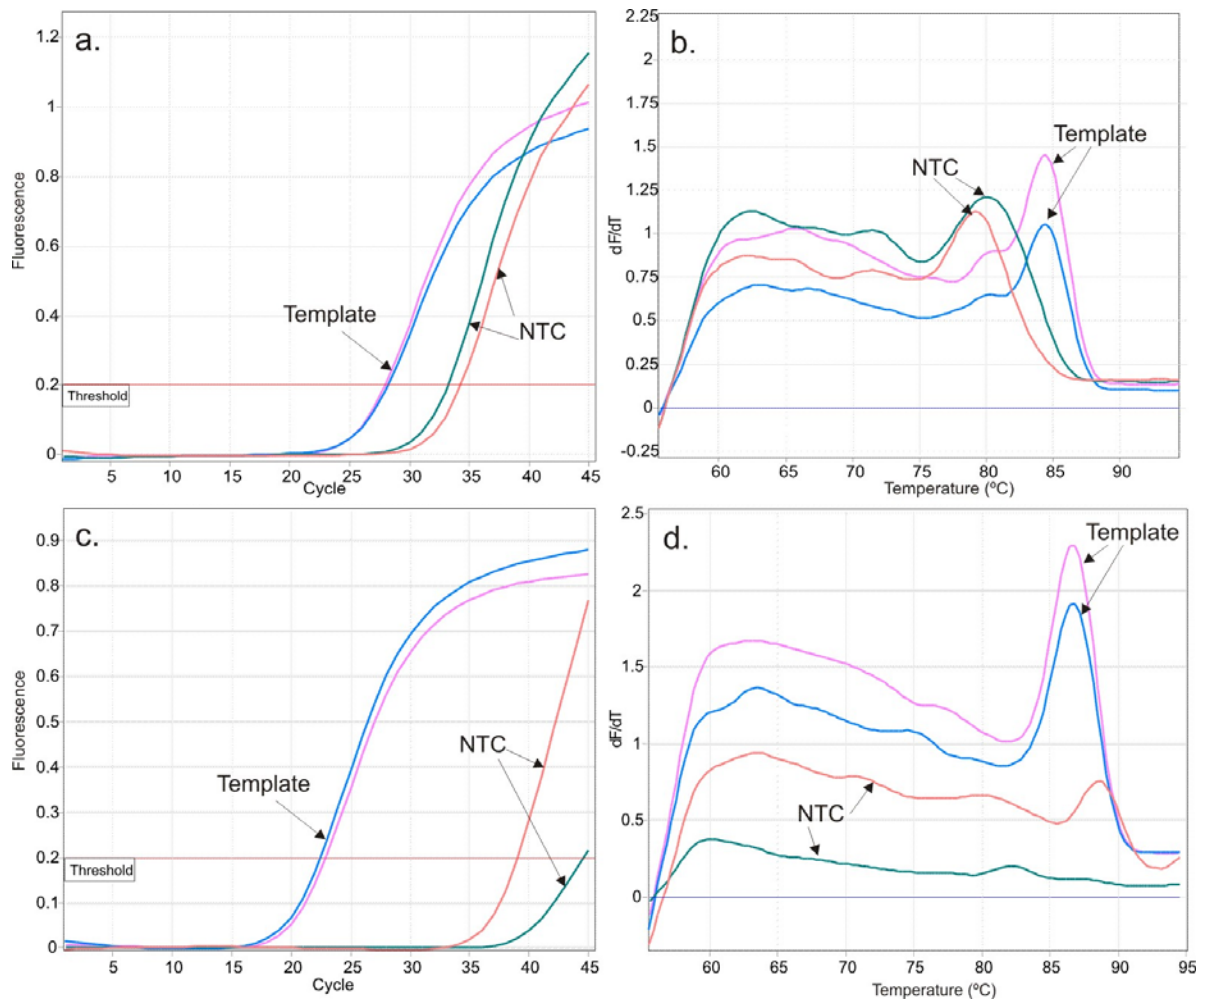 a.
1.2
1
0.8
0.6
0.4
0.2
0
Fluorescence
Template
NTC
Threshold
5 10 15 20 25 30 35 40 45
Cycle
b.
2.25
2
1.75
1.5
1.25
1
0.75
0.5
0.25
0
-0.25
dF/dT
NTC
Template
60 65 70 75 80 85 90
Temperature (ºC)
c.
0.9
0.8
0.7
0.6
0.5
0.4
0.3
0.2
0.1
0
Fluorescence
NTC
Template
Threshold
5 10 15 20 25 30 35 40 45
Cycle
d.
2.5
2
1.5
1
0.5
0
dF/dT
Template
NTC
60 65 70 75 80 85 90 95
Temperature (ºC)